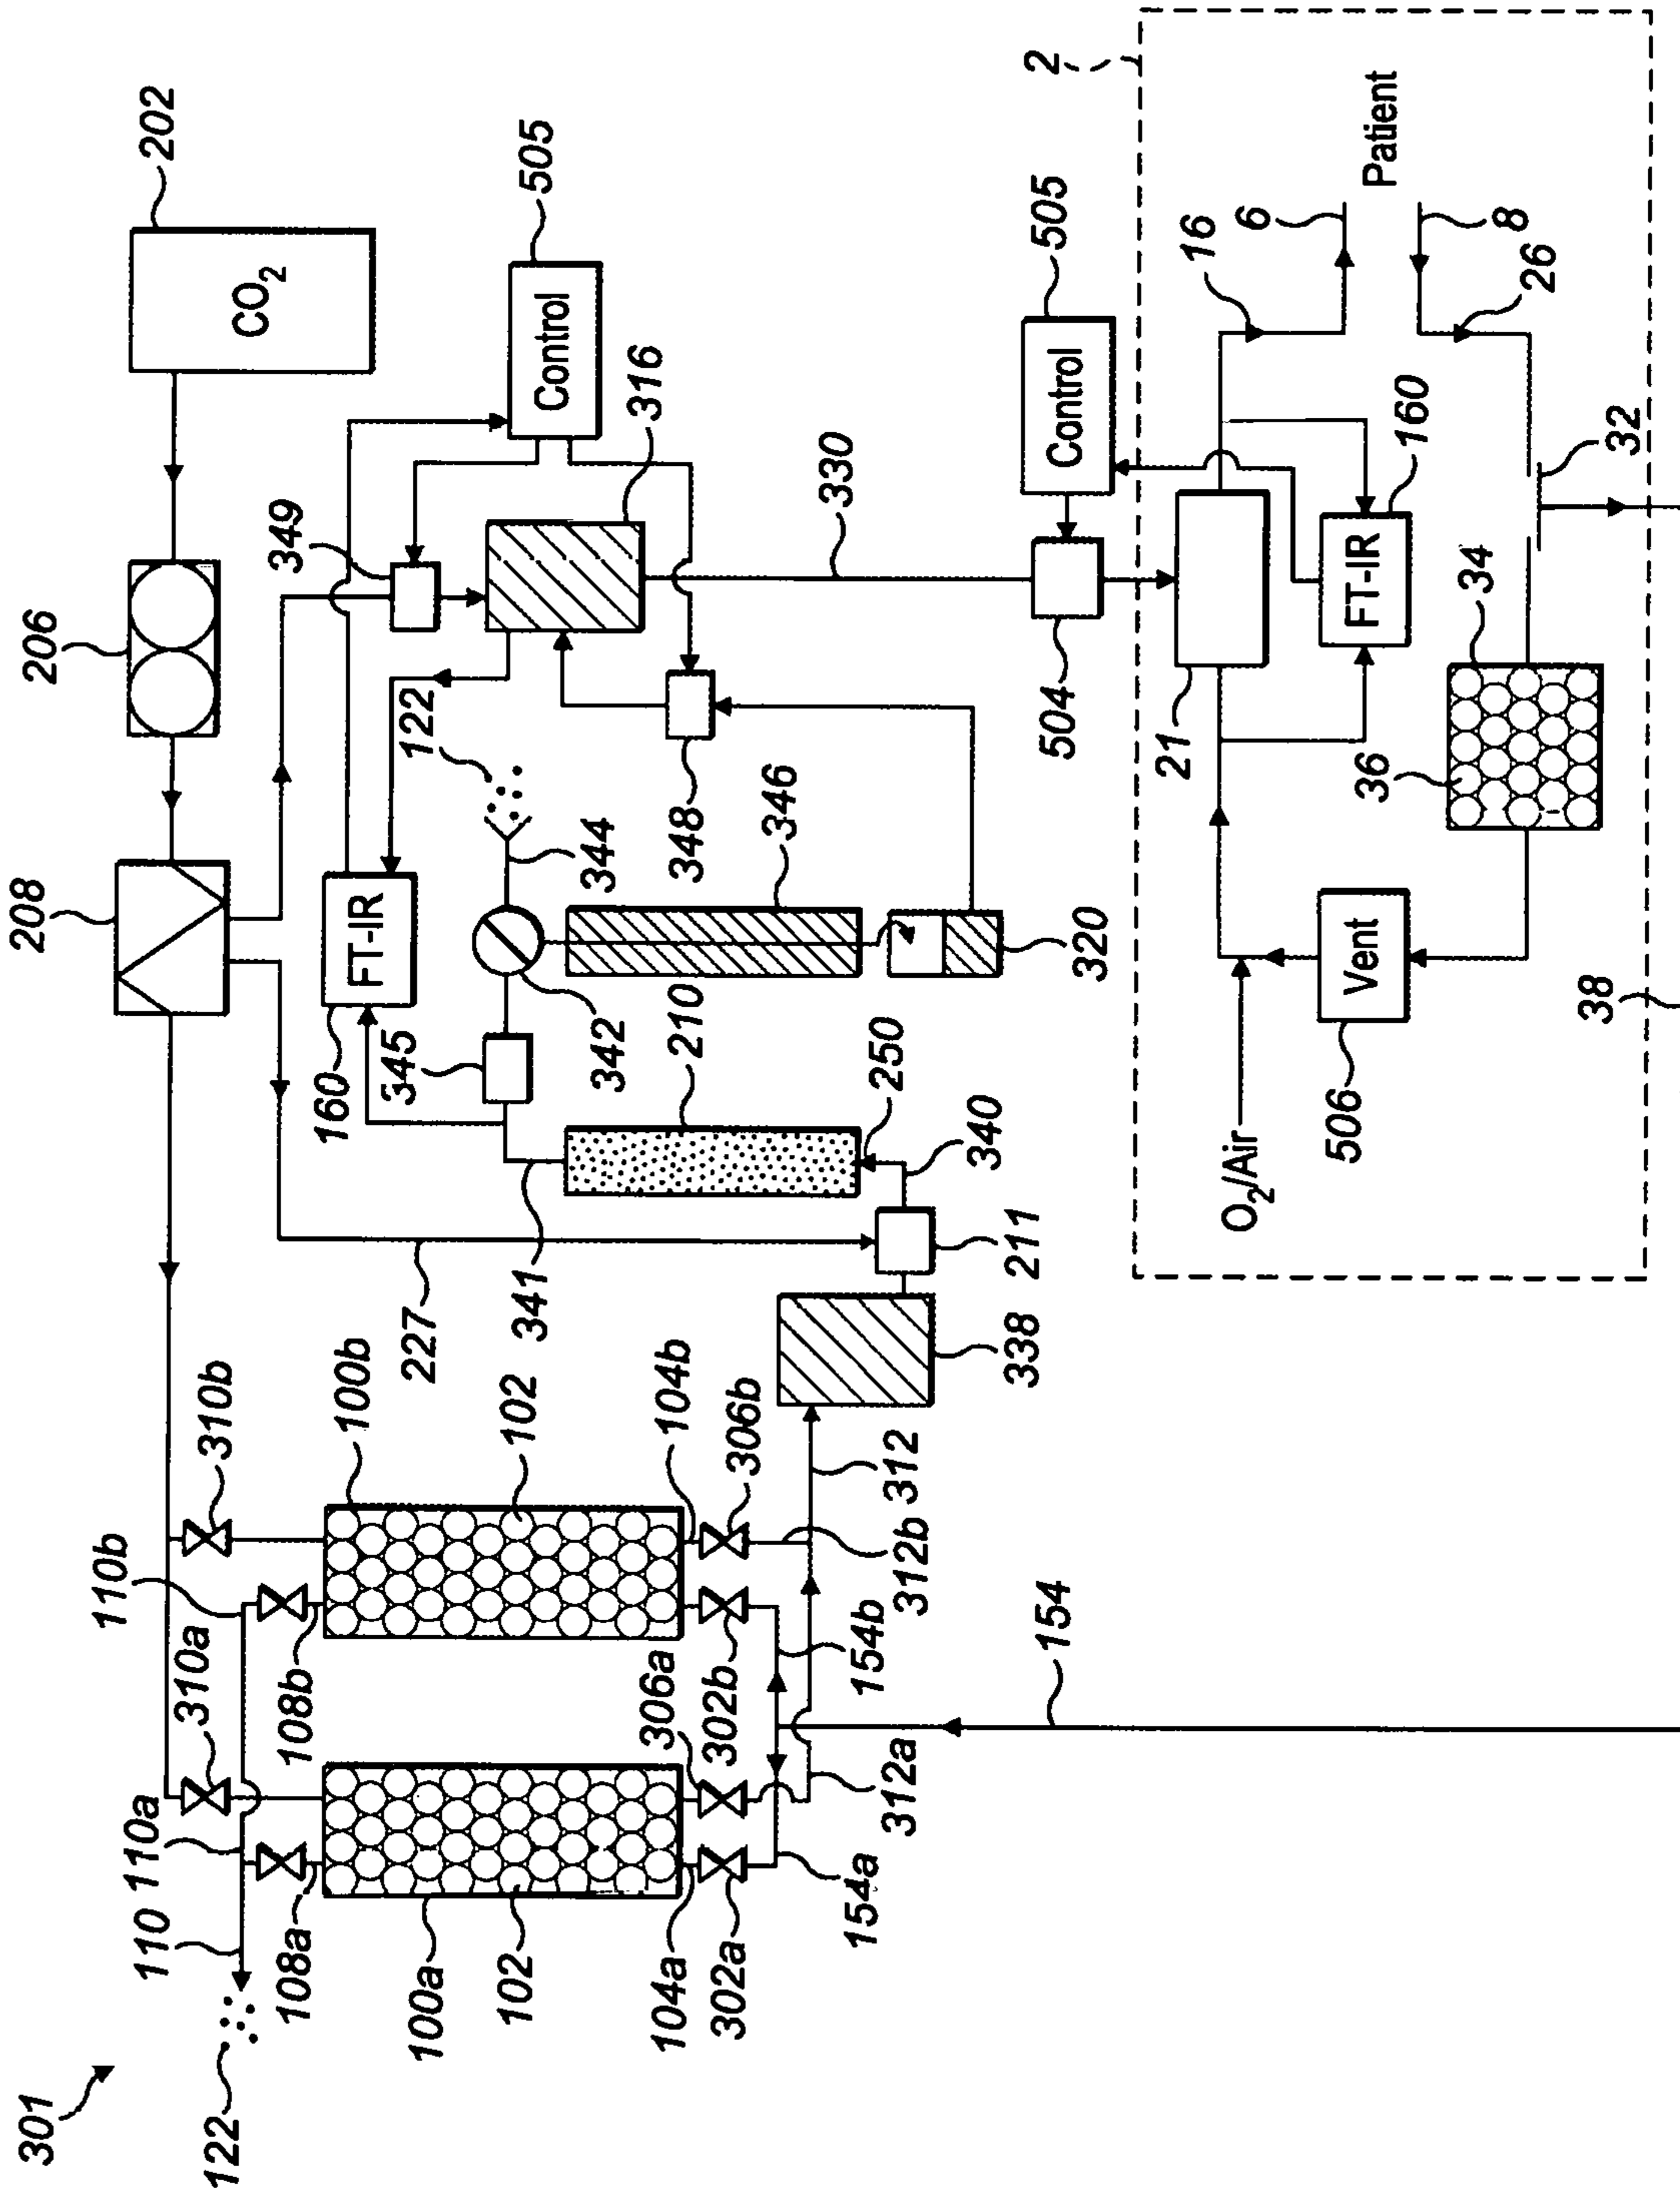 301
122
110
110a
310a
110b
310b
108a
108b
100a
100b
102
102
104a
104b
302a
306a
302b
306b
154a
312a
154b
312b
312
154
208
206
202
CO2
349
505
Control
160
FT-IR
122
316
345
342
344
348
346
210
320
341
227
250
340
211
338
330
504
505
Control
2
16
6
Patient
8
26
21
160
FT-IR
32
34
36
O2/Air
506
Vent
38